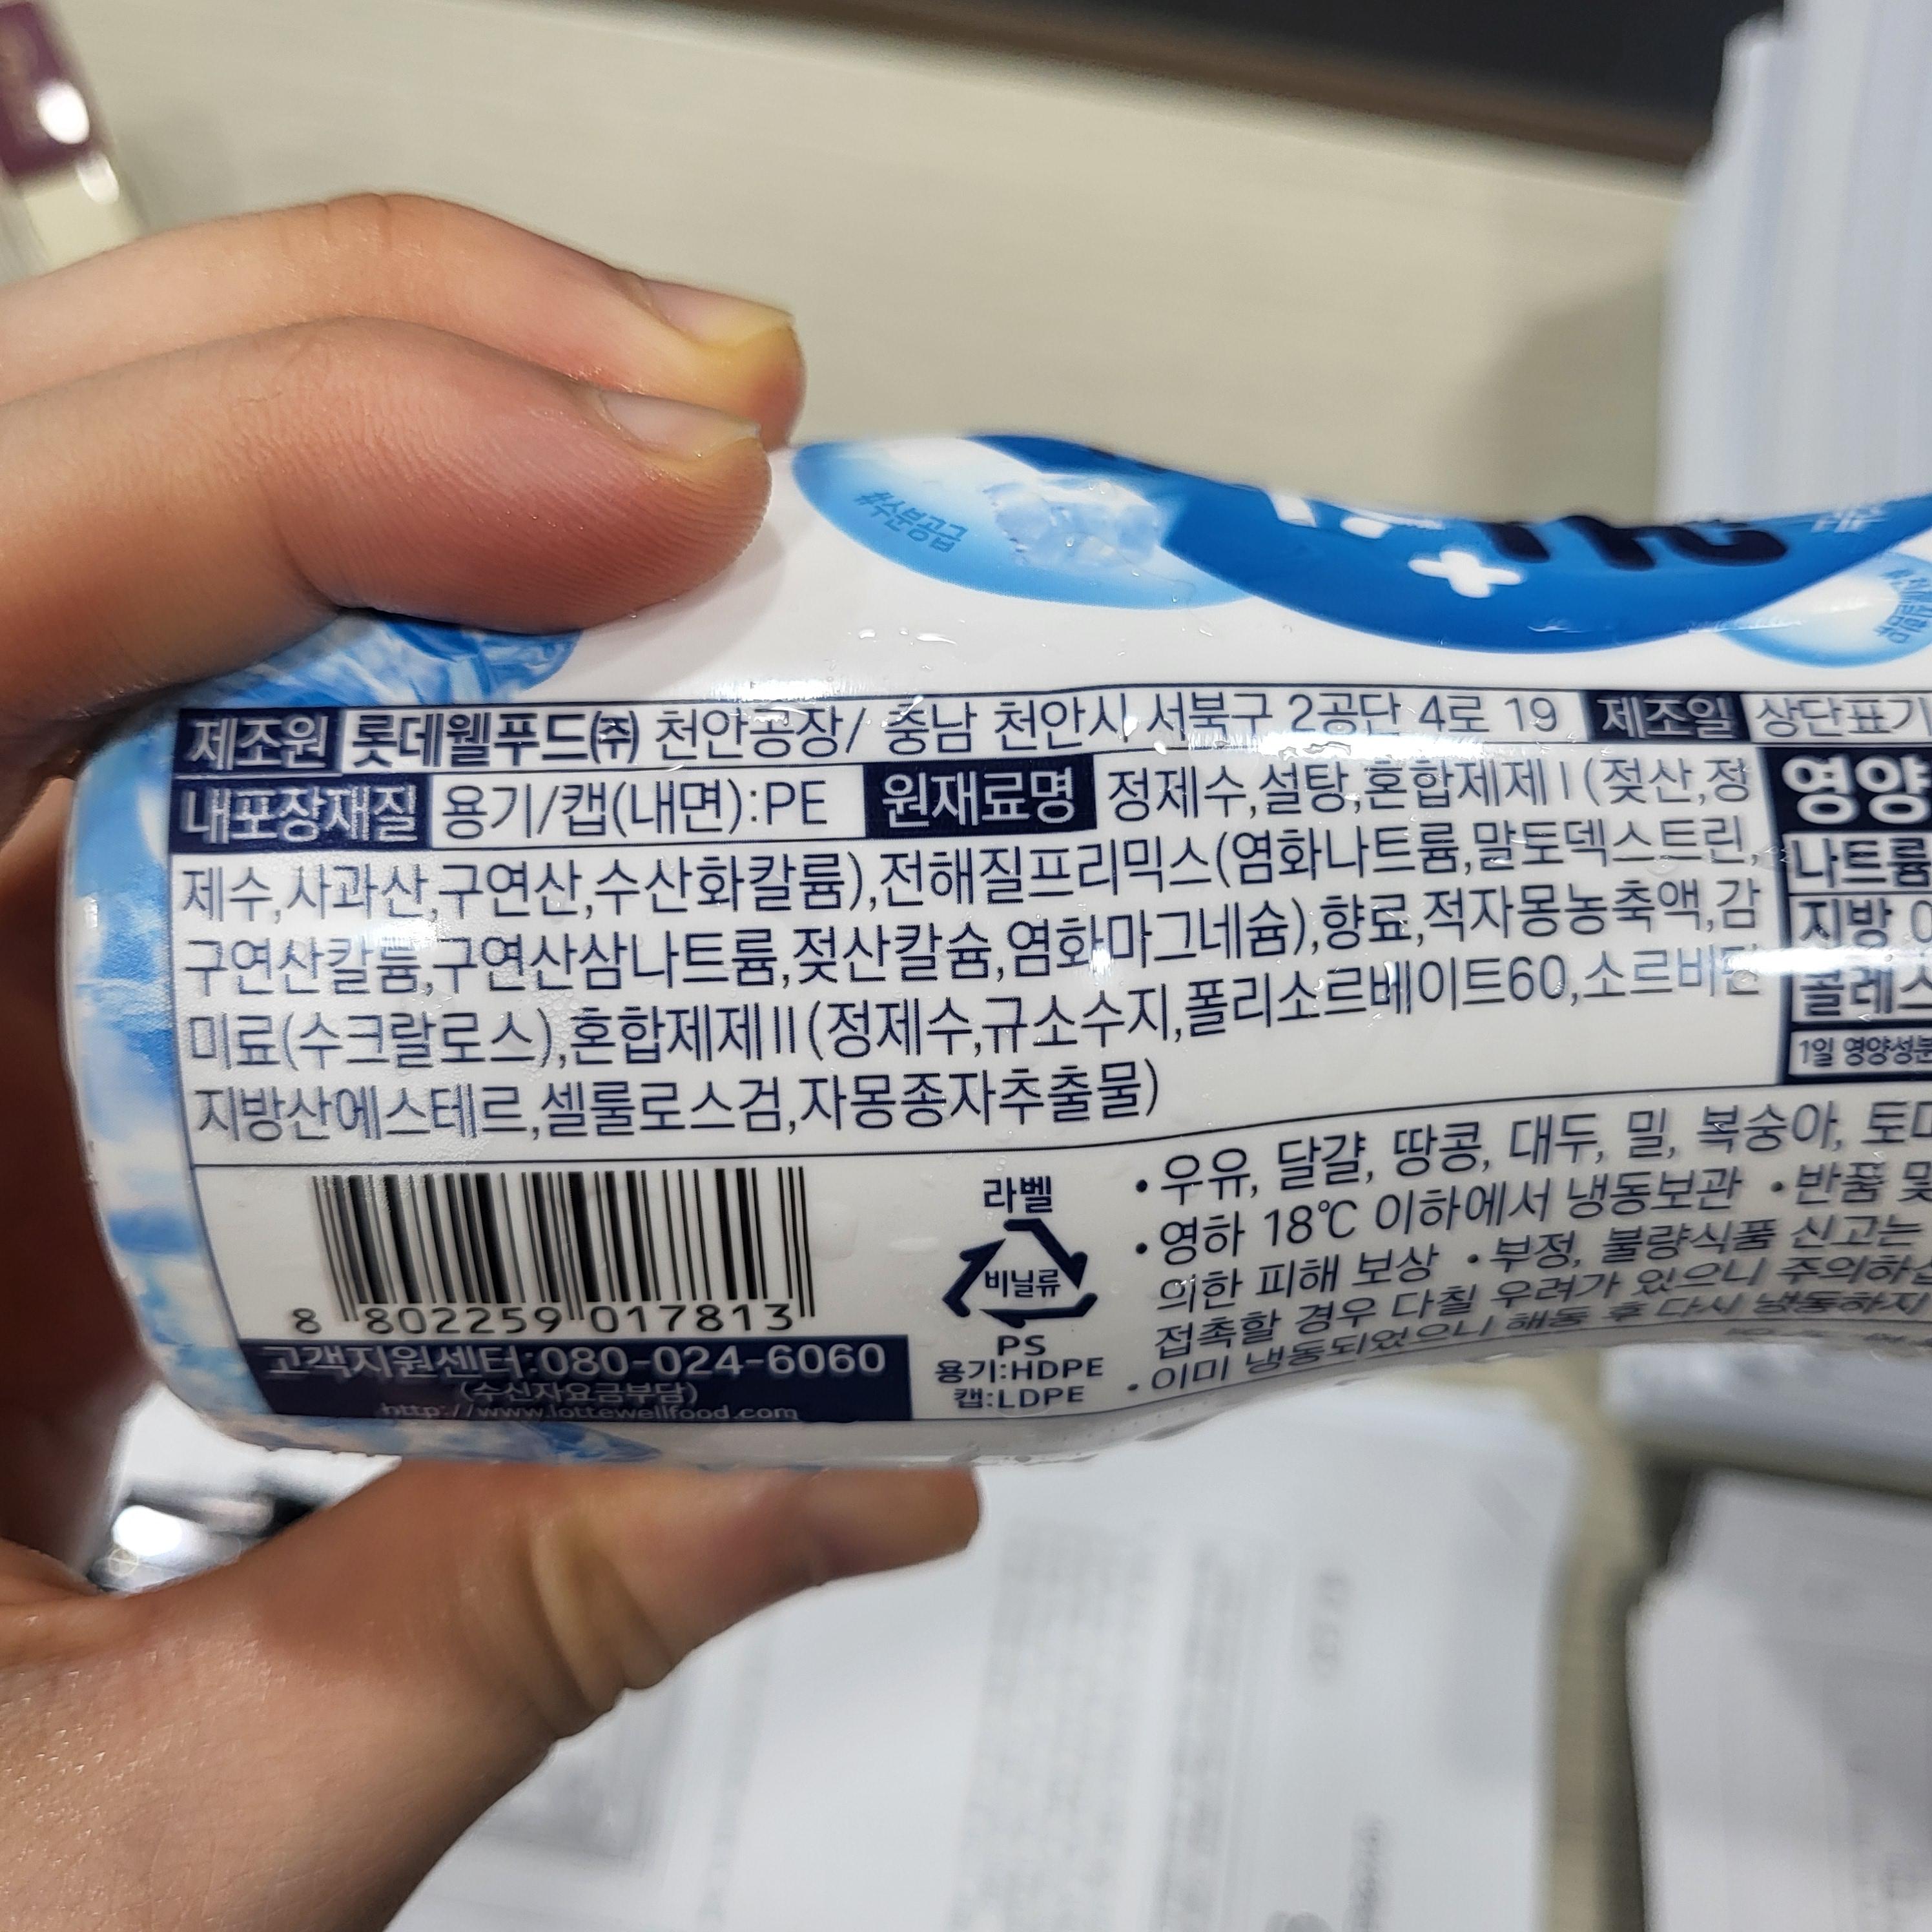 #수분공급
제조원 롯데웰푸드㈜ 천안공장/ 충남 천안시 서북구 2공단 4로 19 제조일 상단표기
내포장재질 용기/캡(내면):PE 원재료명 정제수,설탕,혼합제제Ⅰ(젖산,정
제수,사과산,구연산,수산화칼륨),전해질프리믹스(염화나트륨,말토덱스트린,
구연산칼륨,구연산삼나트륨,젖산칼슘,염화마그네슘),향료,적자몽농축액,감
미료(수크랄로스),혼합제제Ⅱ(정제수,규소수지,폴리소르베이트60,소르비탄
지방산에스테르,셀룰로스검,자몽종자추출물)
영양
나트륨
지방
콜레스
1일 영양성분
8 802259 017813
고객지원센터:080-024-6060
(수신자요금부담)
http://www.lottewellfood.com
라벨
비닐류
PS
용기:HDPE
캡:LDPE
•우유, 달걀, 땅콩, 대두, 밀, 복숭아, 토마
•영하 18℃ 이하에서 냉동보관 •반품 및
의한 피해 보상 •부정, 불량식품 신고는
접촉할 경우 다칠 우려가 있으니 주의하
•이미 냉동되었으니 해동 후 다시 냉동하지